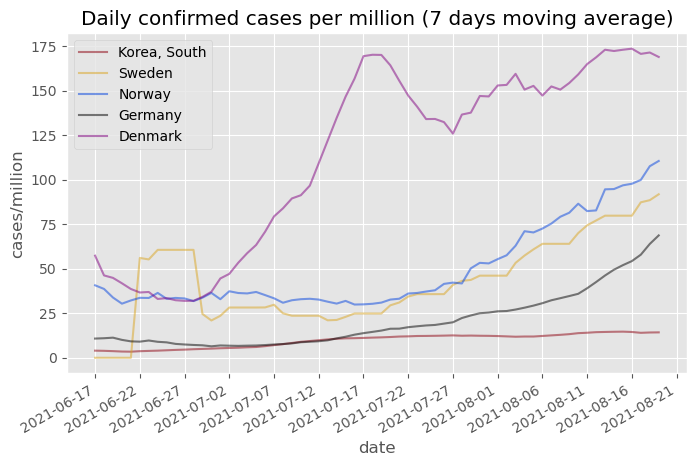 Daily confirmed cases per million (7 days moving average)
175
150
125
100
75
50
25
0
cases/million
Korea, South
Sweden
Norway
Germany
Denmark
2021-06-17
2021-06-22
2021-06-27
2021-07-02
2021-07-07
2021-07-12
2021-07-17
2021-07-22
2021-07-27
2021-08-01
2021-08-06
2021-08-11
2021-08-16
2021-08-21
date